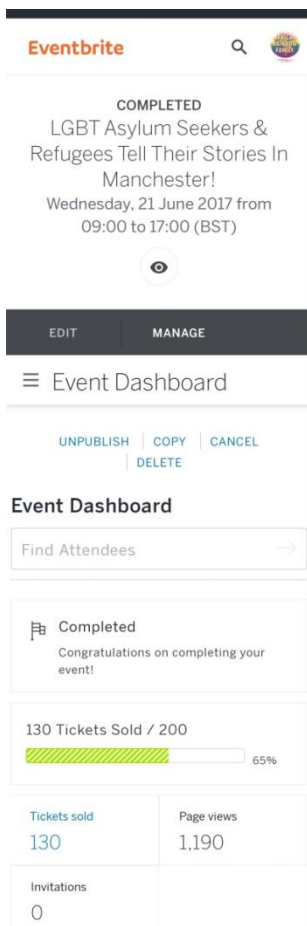 Eventbrite
COMPLETED
LGBT Asylum Seekers &
Refugees Tell Their Stories In
Manchester!
Wednesday, 21 June 2017 from
09:00 to 17:00 (BST)
EDIT
MANAGE
Event Dashboard
UNPUBLISH
COPY
CANCEL
DELETE
Event Dashboard
Find Attendees
Completed
Congratulations on completing your
event!
130 Tickets Sold / 200
65%
Tickets sold
130
Page views
1,190
Invitations
0